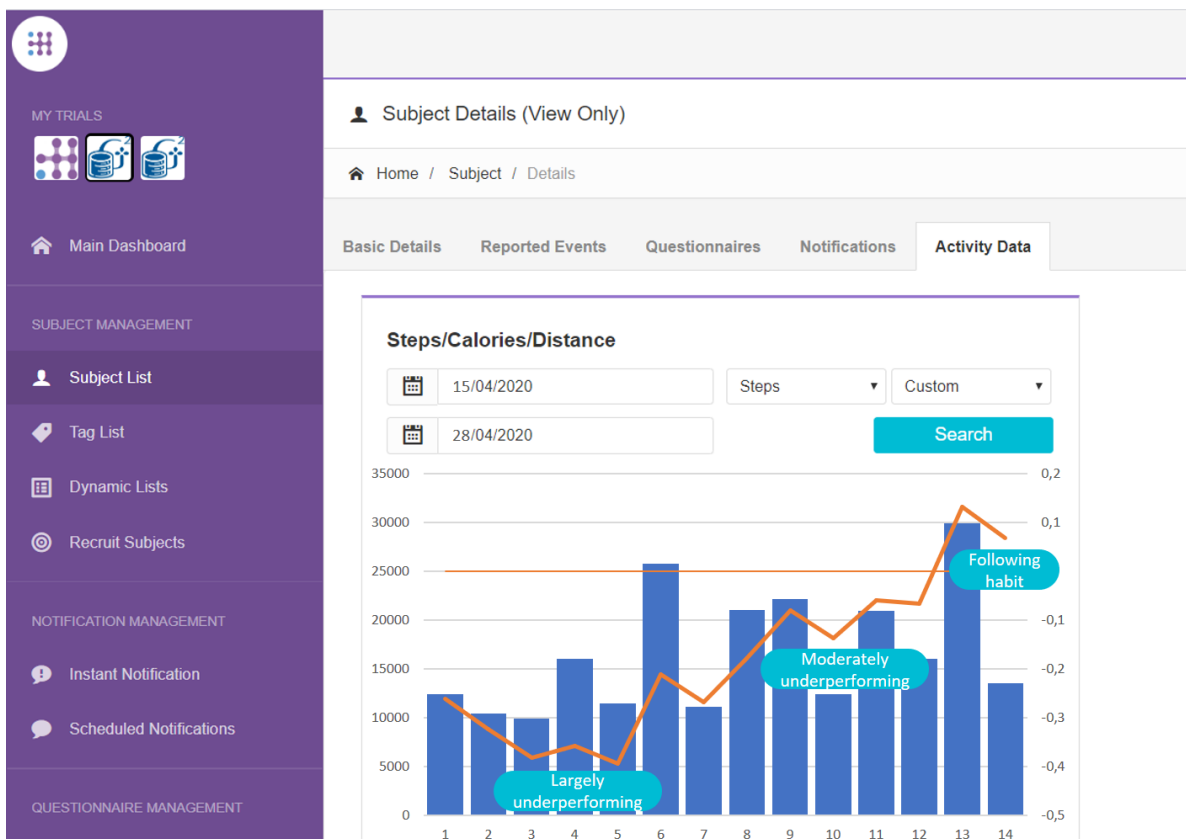 MY TRIALS
Main Dashboard
SUBJECT MANAGEMENT
Subject List
Tag List
Dynamic Lists
Recruit Subjects
NOTIFICATION MANAGEMENT
Instant Notification
Scheduled Notifications
QUESTIONNAIRE MANAGEMENT
Subject Details (View Only)
Home / Subject / Details
Basic Details Reported Events Questionnaires Notifications Activity Data
Steps/Calories/Distance
15/04/2020 Steps Custom
28/04/2020 Search
35000 0,2
30000 0,1
25000
20000 -0,1
15000 -0,2
10000 -0,3
5000 -0,4
0 -0,5
Following
habit
Moderately
underperforming
Largely
underperforming
1 2 3 4 5 6 7 8 9 10 11 12 13 14